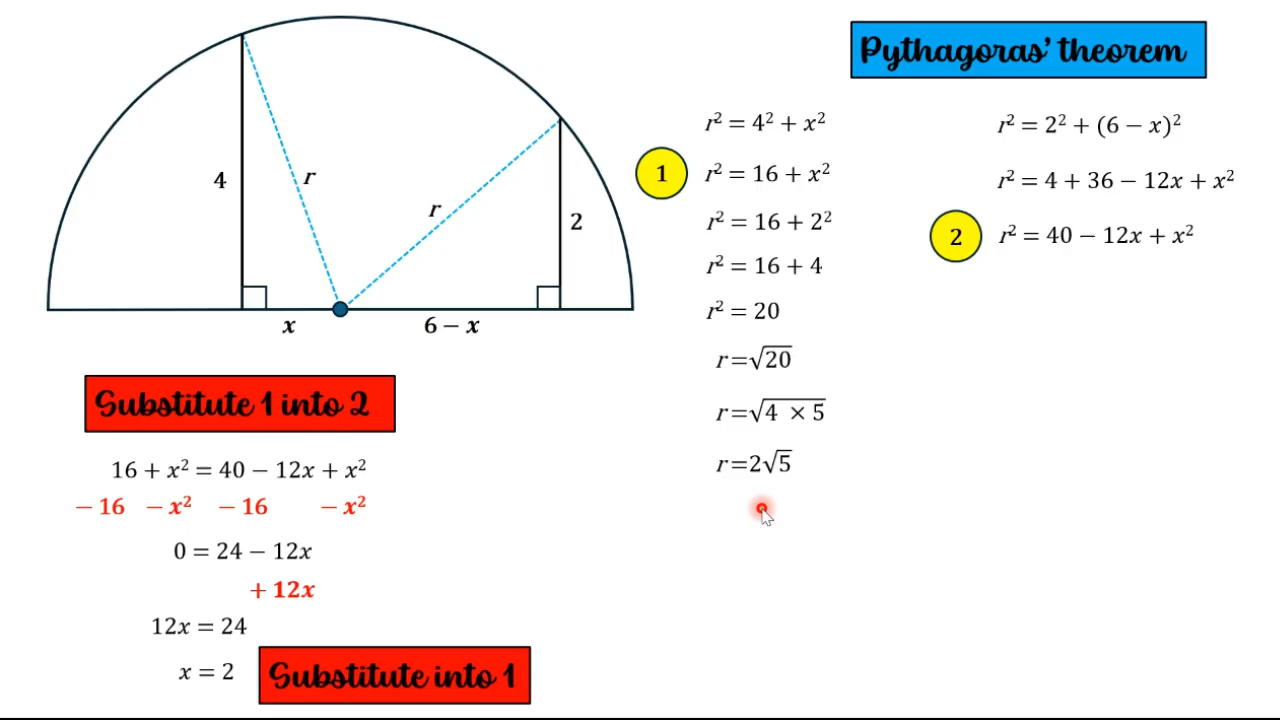 Pythagoras' theorem
4
r
r
2
x
6 − x
1
r² = 4² + x²
r² = 16 + x²
r² = 16 + 2²
r² = 16 + 4
r² = 20
r=√20
r=√4 × 5
r=2√5
r² = 2² + (6 − x)²
r² = 4 + 36 − 12x + x²
2
r² = 40 − 12x + x²
Substitute 1 into 2
16 + x² = 40 − 12x + x²
− 16 − x² − 16 − x²
0 = 24 − 12x
+ 12x
12x = 24
x = 2
Substitute into 1